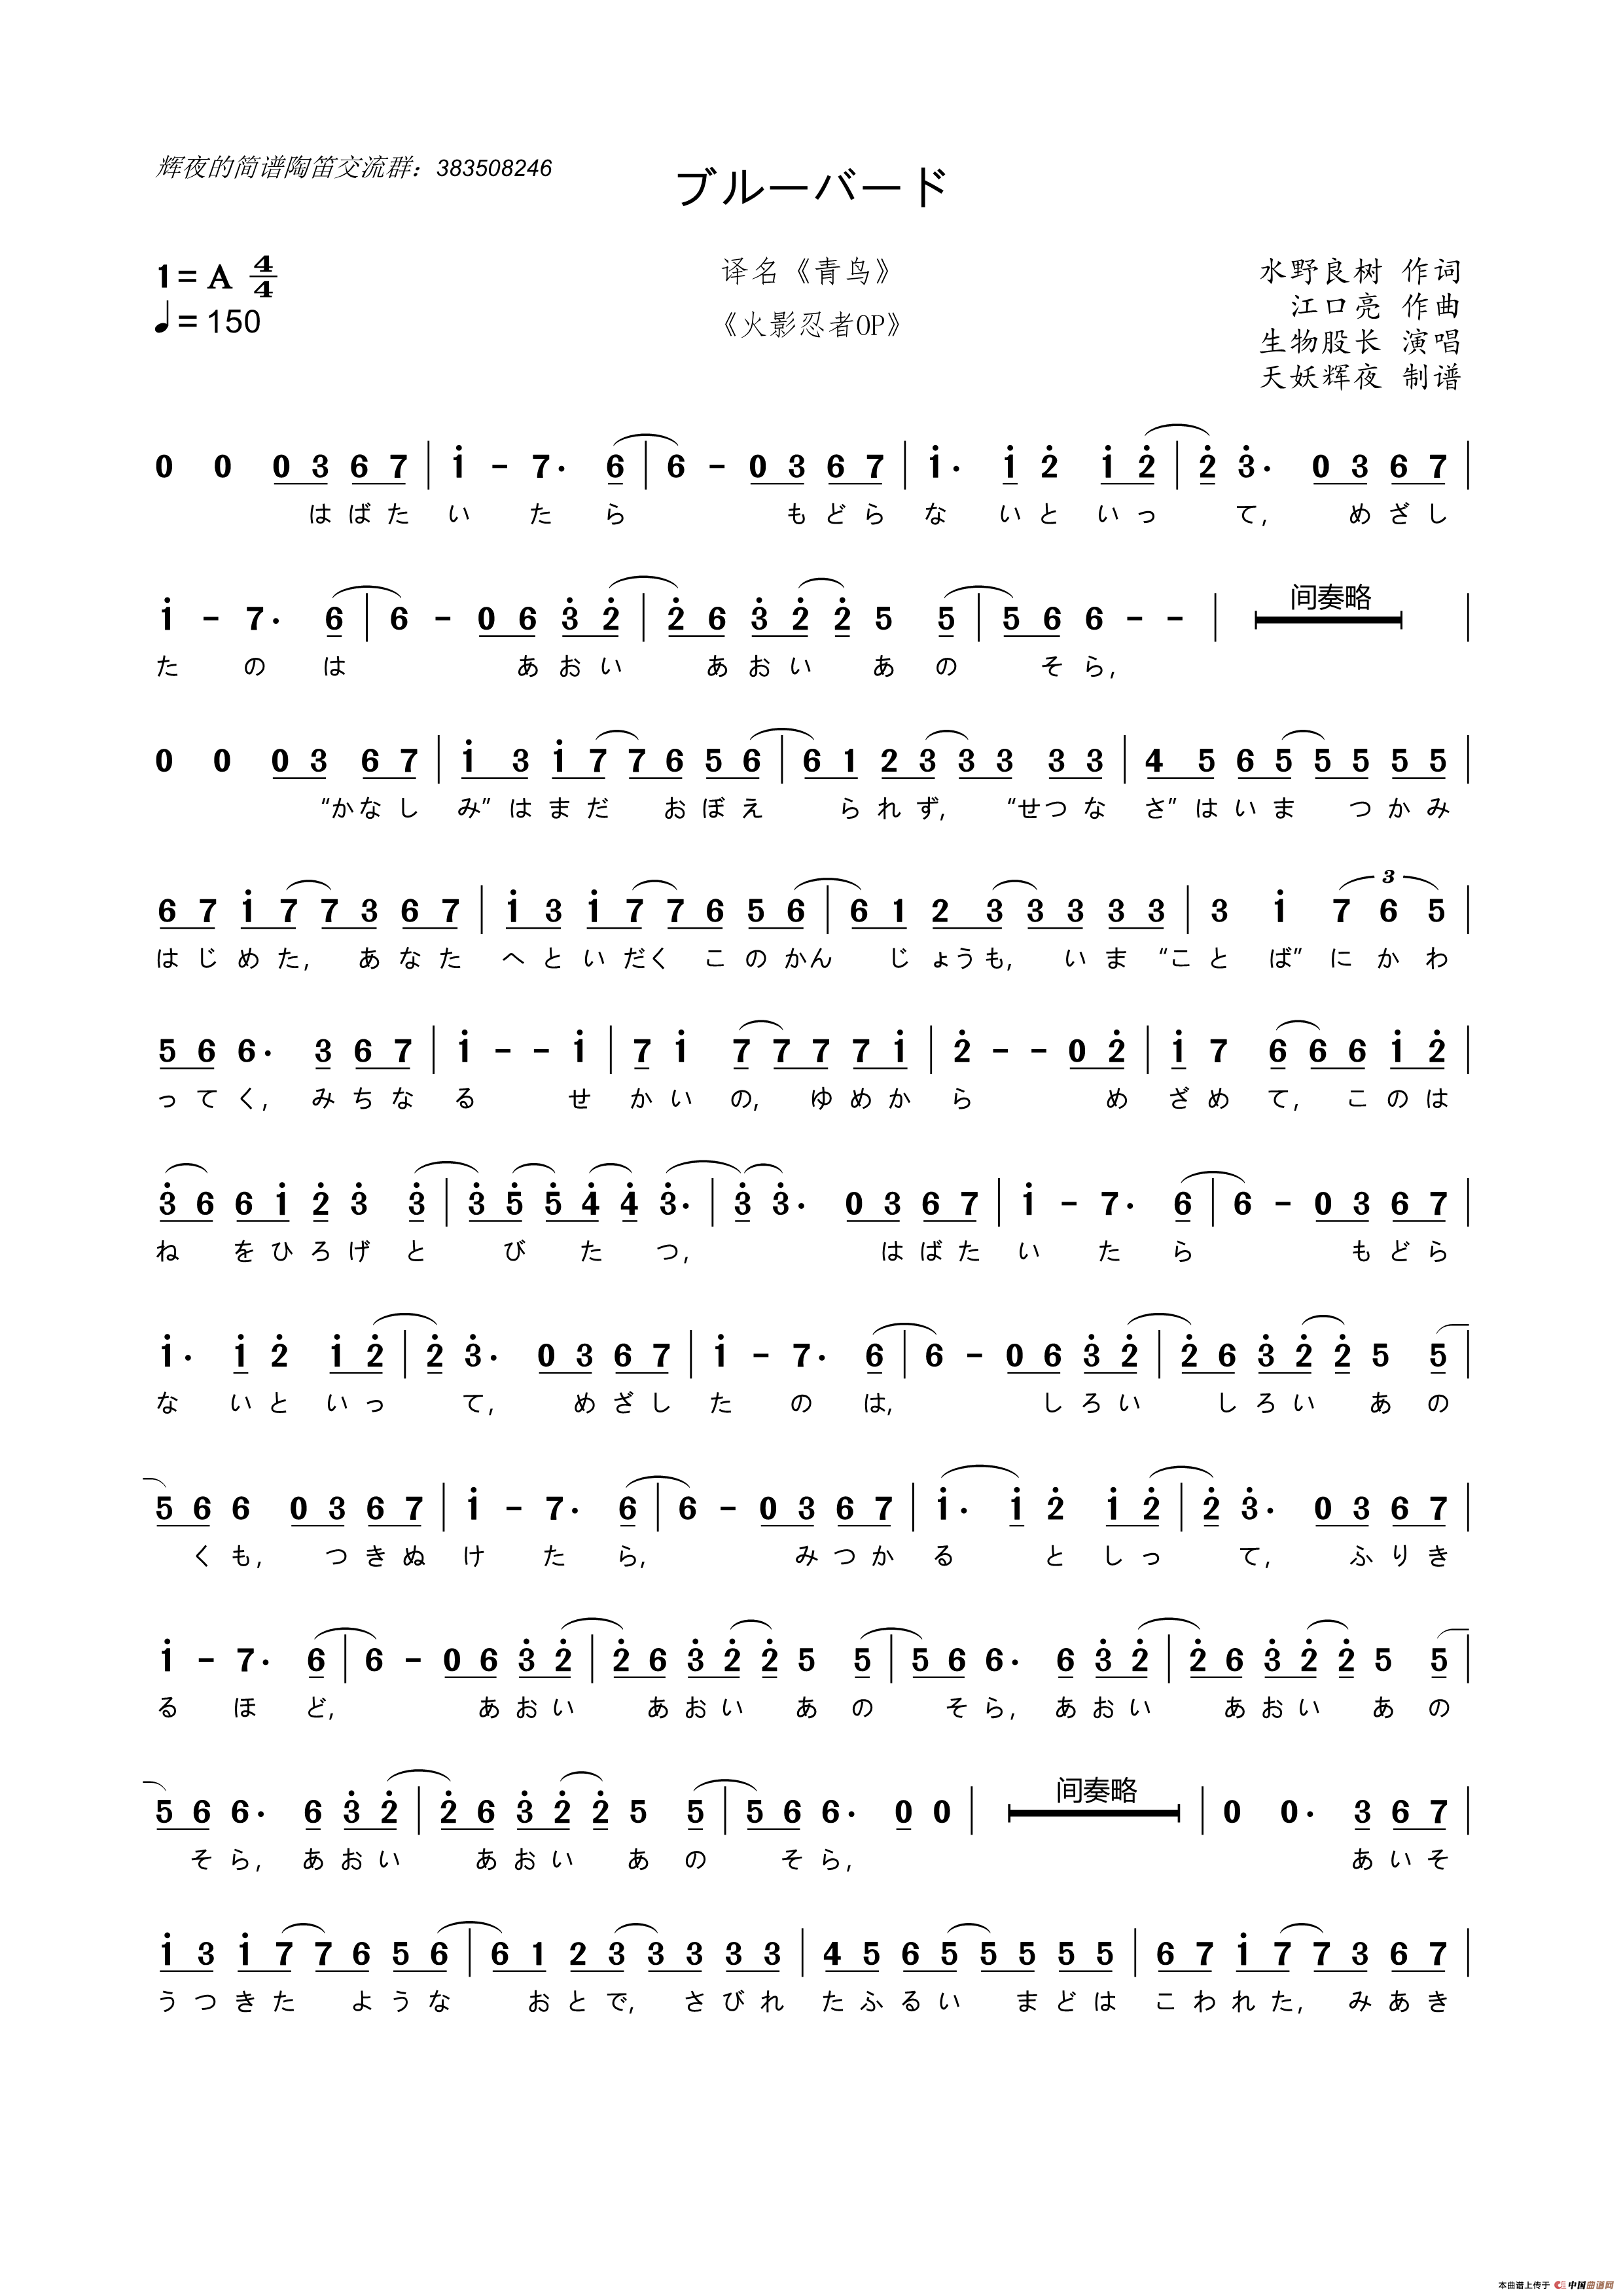 辉夜的简谱陶笛交流群：383508246
ブルーバード
1= A 4/4
♩= 150
译名《青鸟》
《火影忍者OP》
水野良树 作词
江口亮 作曲
生物股长 演唱
天妖辉夜 制谱
0 0 0 3 6 7 | i - 7. 6 | 6 - 0 3 6 7 | i. i 2̇ i 2̇ | 2̇ 3̇. 0 3 6 7 |
はばたいたら もどらないといって, めざし
i - 7. 6 | 6 - 0 6 3̇ 2̇ | 2̇ 6 3̇ 2̇ 2̇ 5 5 | 5 6 6 - - | 间奏略 |
たのは あおい あおい あの そら,
0 0 0 3 6 7 | i 3 i 7 7 6 5 6 | 6 1 2 3 3 3 3 3 | 4 5 6 5 5 5 5 5 |
“かなしみ”はまだ おぼえ られず, “せつなさ”はいま つかみ
6 7 i 7 7 3 6 7 | i 3 i 7 7 6 5 6 | 6 1 2 3 3 3 3 3 | 3 i 3 7 6 5 |
はじめた, あなた へといだく このかん じょうも, いま “ことば”にかわ
5 6 6. 3 6 7 | i - - i | 7 i 7 7 7 7 i | 2̇ - - 0 2̇ | i 7 6 6 6 i 2̇ |
ってく, みちなる せかいの, ゆめから めざめて, このは
3̇ 6 6 i 2̇ 3̇ 3̇ | 3̇ 5̇ 5̇ 4̇ 4̇ 3̇. | 3̇ 3̇. 0 3 6 7 | i - 7. 6 | 6 - 0 3 6 7 |
ね をひろげと びたつ, はばたいたら もどら
i. i 2̇ i 2̇ | 2̇ 3̇. 0 3 6 7 | i - 7. 6 | 6 - 0 6 3̇ 2̇ | 2̇ 6 3̇ 2̇ 2̇ 5 5 |
ないといって, めざしたのは, しろい しろい あの
5 6 6 0 3 6 7 | i - 7. 6 | 6 - 0 3 6 7 | i. i 2̇ i 2̇ | 2̇ 3̇. 0 3 6 7 |
くも, つきぬけたら, みつかる としって, ふりき
i - 7. 6 | 6 - 0 6 3̇ 2̇ | 2̇ 6 3̇ 2̇ 2̇ 5 5 | 5 6 6. 6 3̇ 2̇ | 2̇ 6 3̇ 2̇ 2̇ 5 5 |
るほど, あおい あおい あの そら, あおい あおい あの
5 6 6. 6 3̇ 2̇ | 2̇ 6 3̇ 2̇ 2̇ 5 5 | 5 6 6. 0 0 | 间奏略 | 0 0. 3 6 7 |
そら, あおい あおい あの そら, あいそ
i 3 i 7 7 6 5 6 | 6 1 2 3 3 3 3 3 | 4 5 6 5 5 5 5 5 | 6 7 i 7 7 3 6 7 |
うつきた ような おとで, さびれ たふるい まどは こわれた, みあき
本曲谱上传于 中国曲谱网